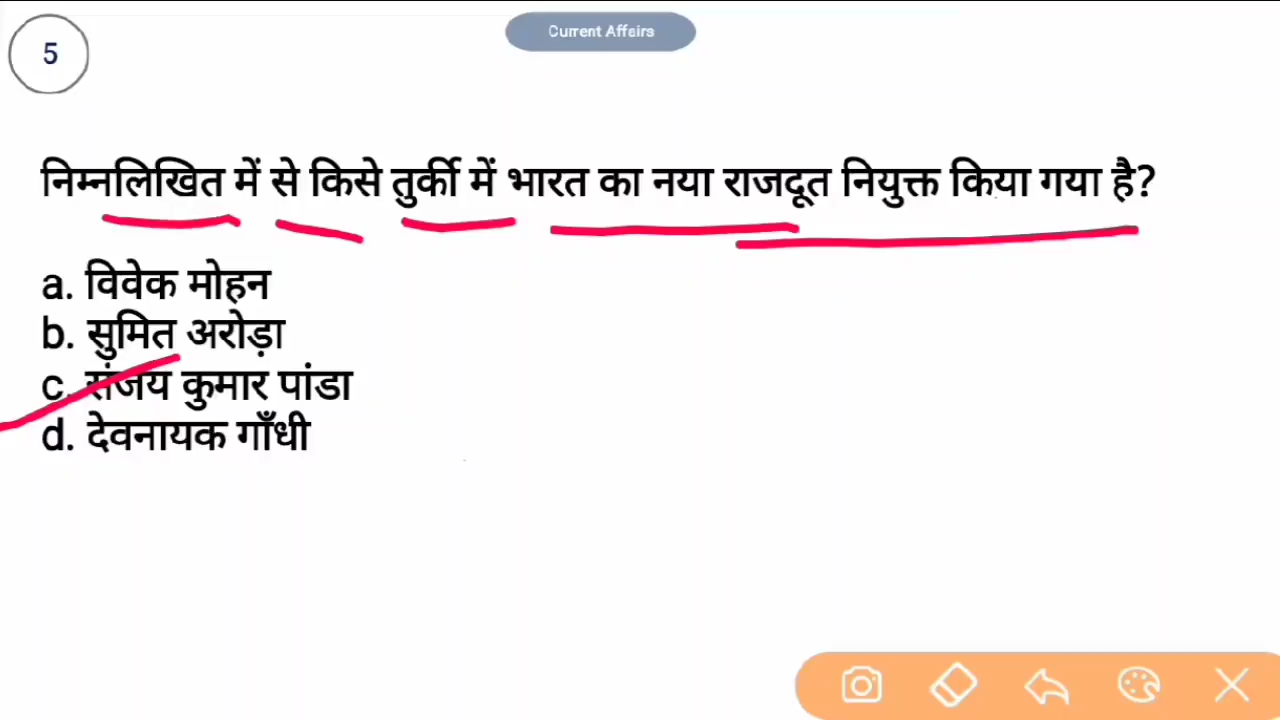 5
Current Affairs
निम्नलिखित में से किसे तुर्की में भारत का नया राजदूत नियुक्त किया गया है?
a. विवेक मोहन
b. सुमित अरोड़ा
c. संजय कुमार पांडा
d. देवनायक गाँधी